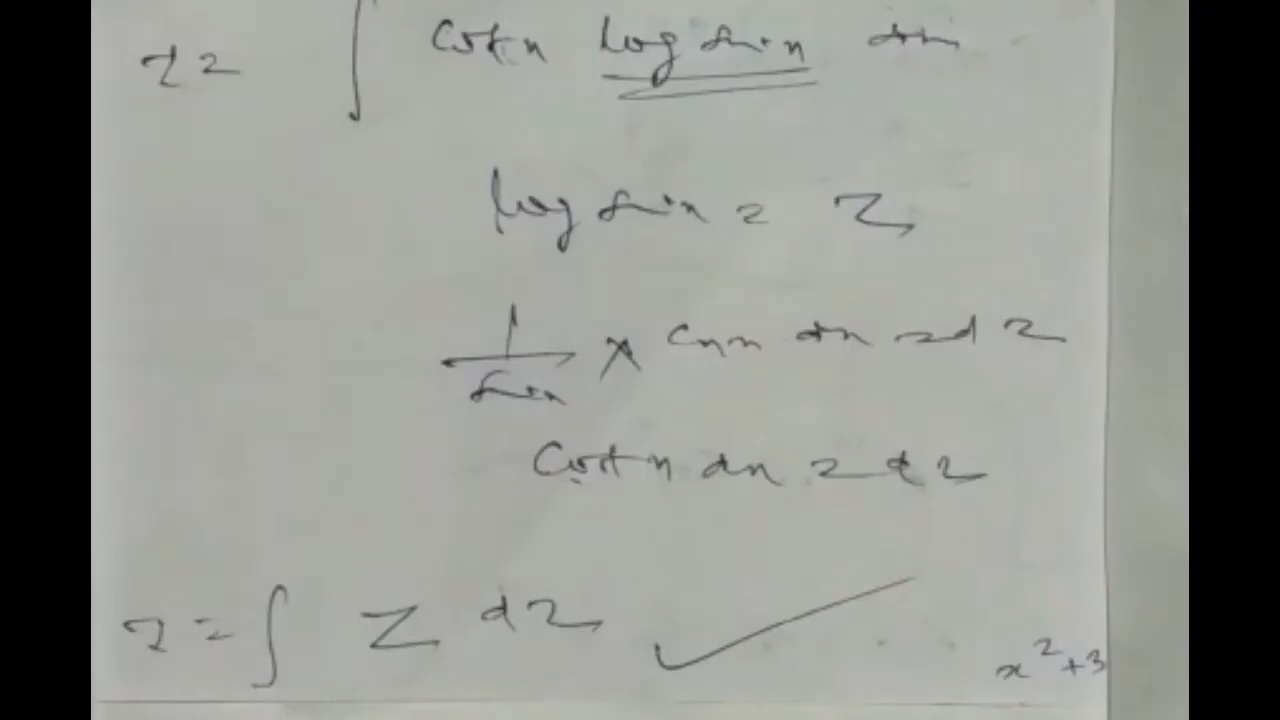 I = ∫ cot x log sin x dx
log sin x = z
1/sin x × cos x dx = dz
cot x dx = dz
I = ∫ z dz
x² + 3